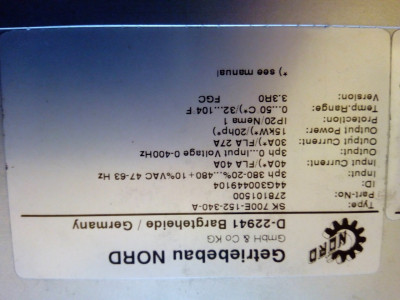 NORD
Getriebebau NORD
GmbH & Co KG
D-22941 Bargteheide / Germany
Type: SK 700E-152-340-A
Part-No: 278101500
ID: 44S300449104
Input: 3ph 380-20%...480+10%VAC 47-63 Hz
Input Current: /40A*(/FLA 40A
Output: 3ph 0...Input Voltage 0-400Hz
Output Current: /30A*(/FLA 27A
Output Power: 15kW*(/20hp*)
Protection: IP20/Nema 1
Temp.Range: 0...50°C*(/32...104°F
Version: 3.3R0 FGC
*) see manual